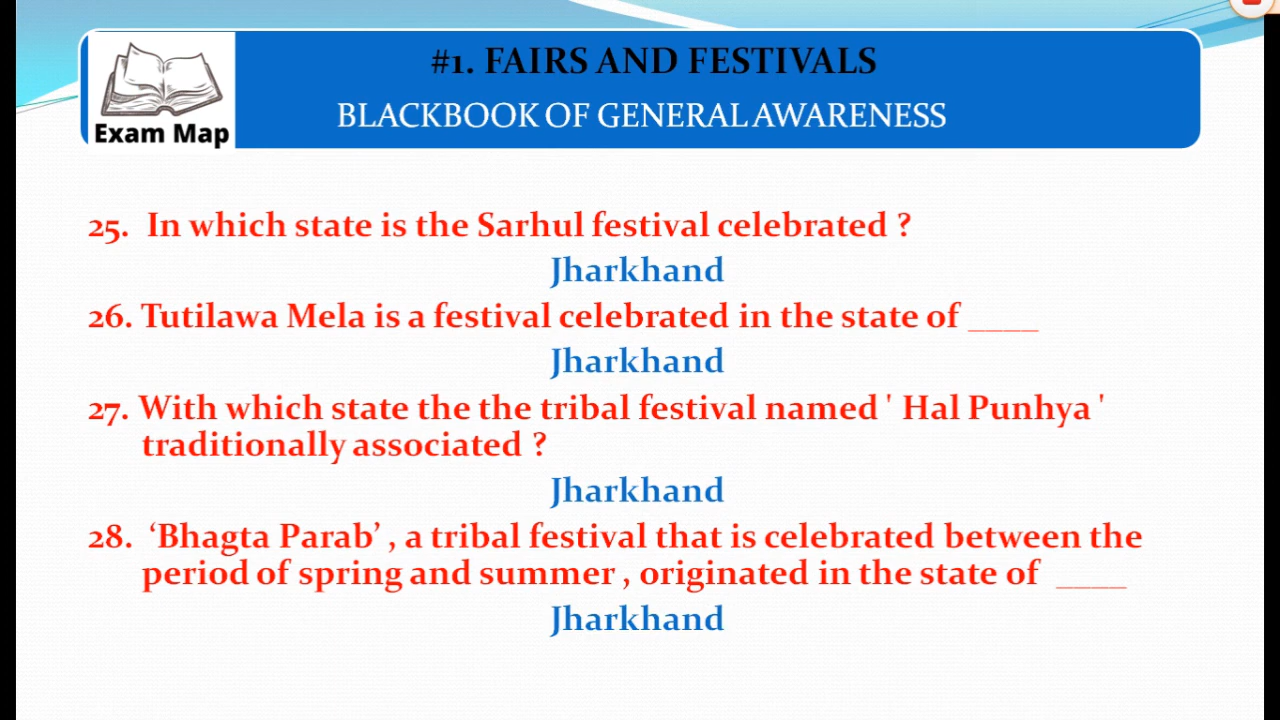 #1. FAIRS AND FESTIVALS
BLACKBOOK OF GENERAL AWARENESS
Exam Map
25. In which state is the Sarhul festival celebrated ?
Jharkhand
26. Tutilawa Mela is a festival celebrated in the state of ____
Jharkhand
27. With which state the the tribal festival named ' Hal Punhya '
traditionally associated ?
Jharkhand
28. ‘Bhagta Parab’ , a tribal festival that is celebrated between the
period of spring and summer , originated in the state of ____
Jharkhand